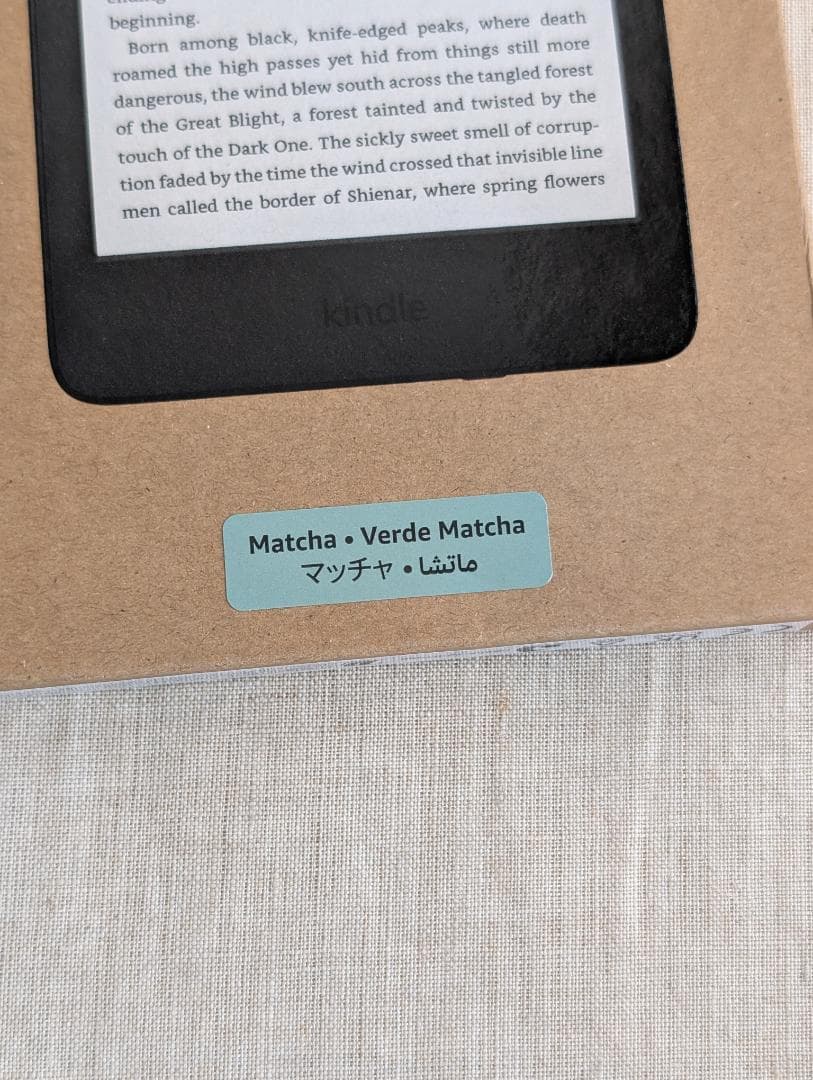 beginning.
Born among black, knife-edged peaks, where death
roamed the high passes yet hid from things still more
dangerous, the wind blew south across the tangled forest
of the Great Blight, a forest tainted and twisted by the
touch of the Dark One. The sickly sweet smell of corrup-
tion faded by the time the wind crossed that invisible line
men called the border of Shienar, where spring flowers
kindle
Matcha • Verde Matcha
マッチャ • ماتشا